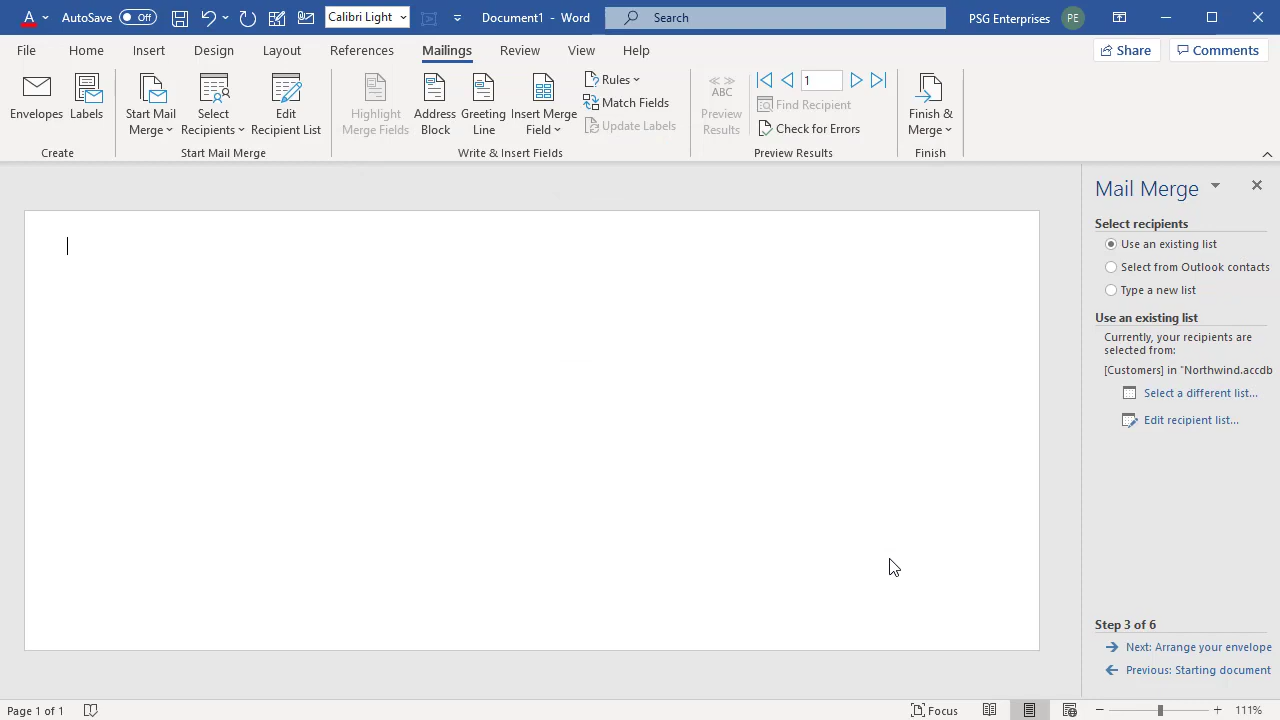 A AutoSave Off Calibri Light Document1 - Word Search PSG Enterprises PE
File Home Insert Design Layout References Mailings Review View Help Share Comments
Envelopes Labels Start Mail Merge Select Recipients Edit Recipient List Highlight Merge Fields Address Block Greeting Line Insert Merge Field Rules Match Fields Update Labels << >> ABC Preview Results 1 Find Recipient Check for Errors Finish & Merge
Create Start Mail Merge Write & Insert Fields Preview Results Finish
Mail Merge
Select recipients
Use an existing list
Select from Outlook contacts
Type a new list
Use an existing list
Currently, your recipients are
selected from:
[Customers] in "Northwind.accdb
Select a different list...
Edit recipient list...
Step 3 of 6
Next: Arrange your envelope
Previous: Starting document
Page 1 of 1 Focus 111%